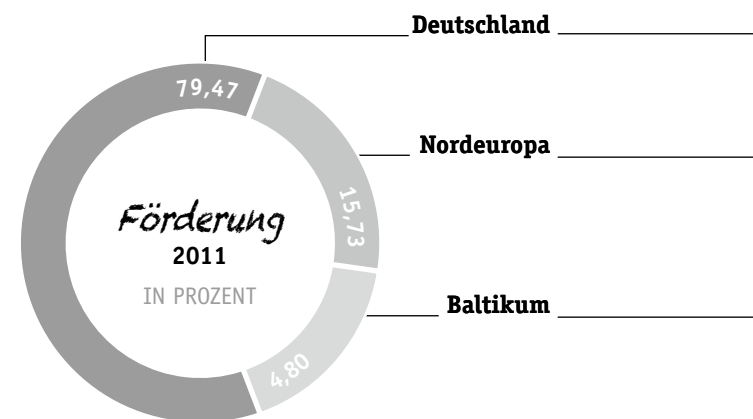 Deutschland
79,47
Nordeuropa
15,73
Förderung
2011
IN PROZENT
Baltikum
4,80